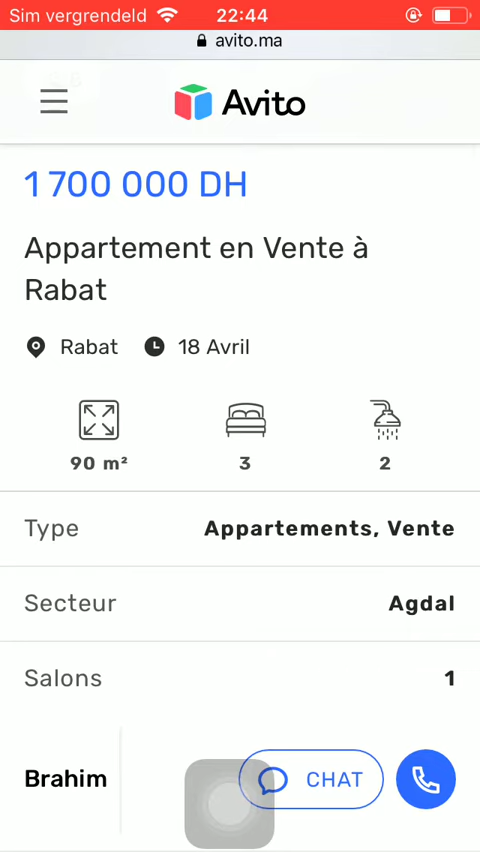 Sim vergrendeld 22:44
avito.ma
Avito
1 700 000 DH
Appartement en Vente à
Rabat
Rabat 18 Avril
90 m² 3 2
Type Appartements, Vente
Secteur Agdal
Salons 1
Brahim CHAT